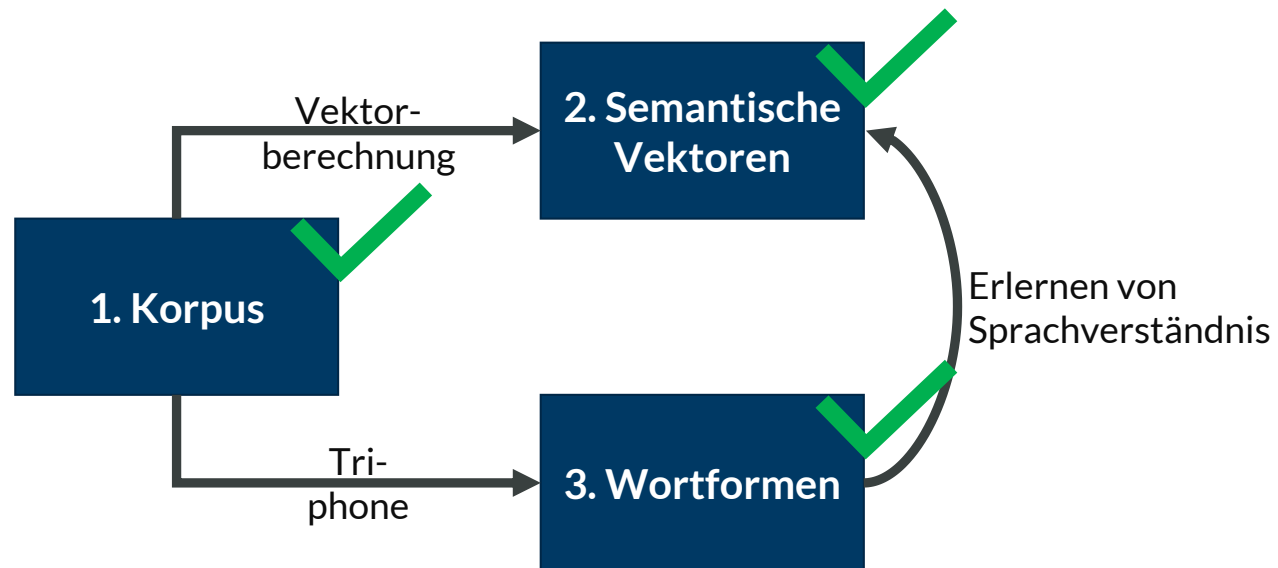 Vektor-
berechnung
2. Semantische
Vektoren
1. Korpus
Erlernen von
Sprachverständnis
Tri-
phone
3. Wortformen